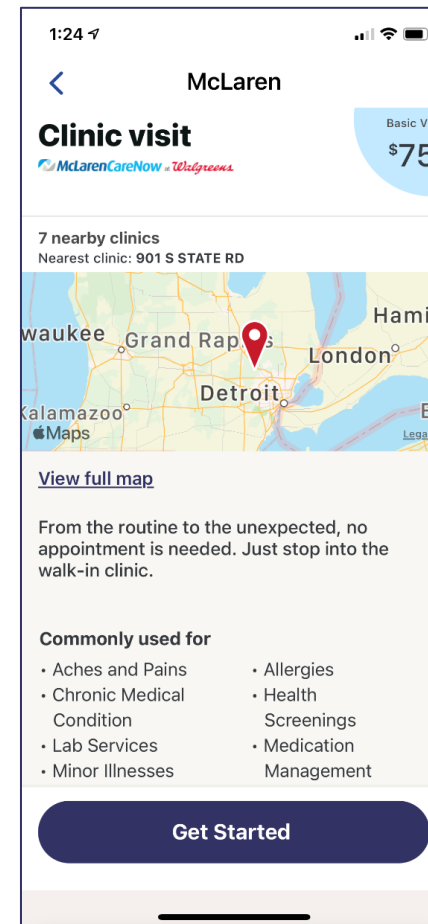 1:24
McLaren
Clinic visit
McLarenCareNow at Walgreens
Basic V
$75
7 nearby clinics
Nearest clinic: 901 S STATE RD
waukee
Grand Rap s
Hami
London
Detroit
Kalamazoo
Maps
Lega
View full map
From the routine to the unexpected, no
appointment is needed. Just stop into the
walk-in clinic.
Commonly used for
• Aches and Pains
• Chronic Medical
Condition
• Lab Services
• Minor Illnesses
• Allergies
• Health
Screenings
• Medication
Management
Get Started